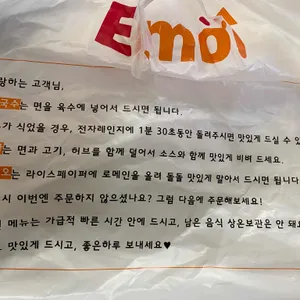 Emoi
랑하는 고객님,
국수는 면을 육수에 넣어서 드시면 됩니다.
가 식었을 경우, 전자레인지에 1분 30초동안 돌려주시면 맛있게 드실 수 있
는 면과 고기, 허브를 함께 덜어서 소스와 함께 맛있게 비벼 드세요.
오는 라이스페이퍼에 로메인을 올려 돌돌 맛있게 말아서 드시면 됩니다.
시 이번엔 주문하지 않으셨나요? 그럼 다음에 주문해보세요!
메뉴는 가급적 빠른 시간 안에 드시고, 남은 음식 상온보관은 안 돼요
맛있게 드시고, 좋은하루 보내세요♥